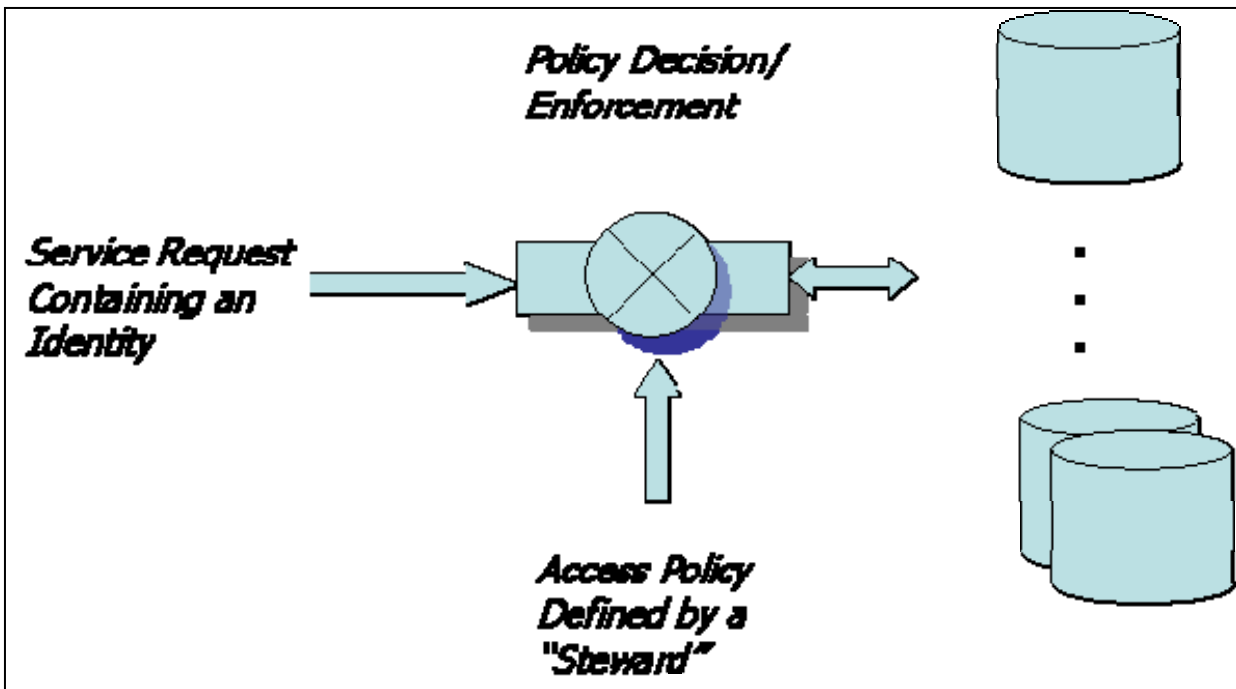 Policy Decision/
Enforcement
Service Request
Containing an
Identity
Access Policy
Defined by a
"Steward"